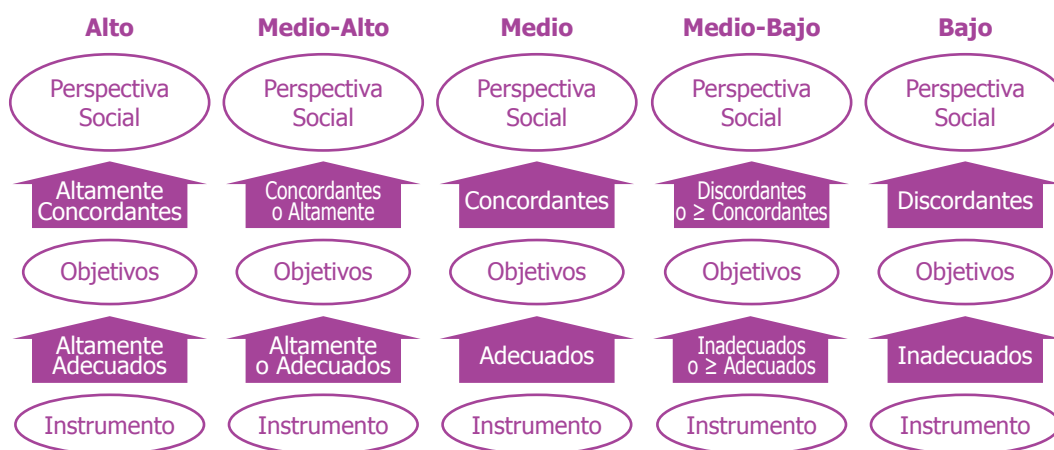 Alto
Medio-Alto
Medio
Medio-Bajo
Bajo
Perspectiva
Social
Perspectiva
Social
Perspectiva
Social
Perspectiva
Social
Perspectiva
Social
Altamente
Concordantes
Concordantes
o Altamente
Concordantes
Discordantes
o ≥ Concordantes
Discordantes
Objetivos
Objetivos
Objetivos
Objetivos
Objetivos
Altamente
Adecuados
Altamente
o Adecuados
Adecuados
Inadecuados
o ≥ Adecuados
Inadecuados
Instrumento
Instrumento
Instrumento
Instrumento
Instrumento